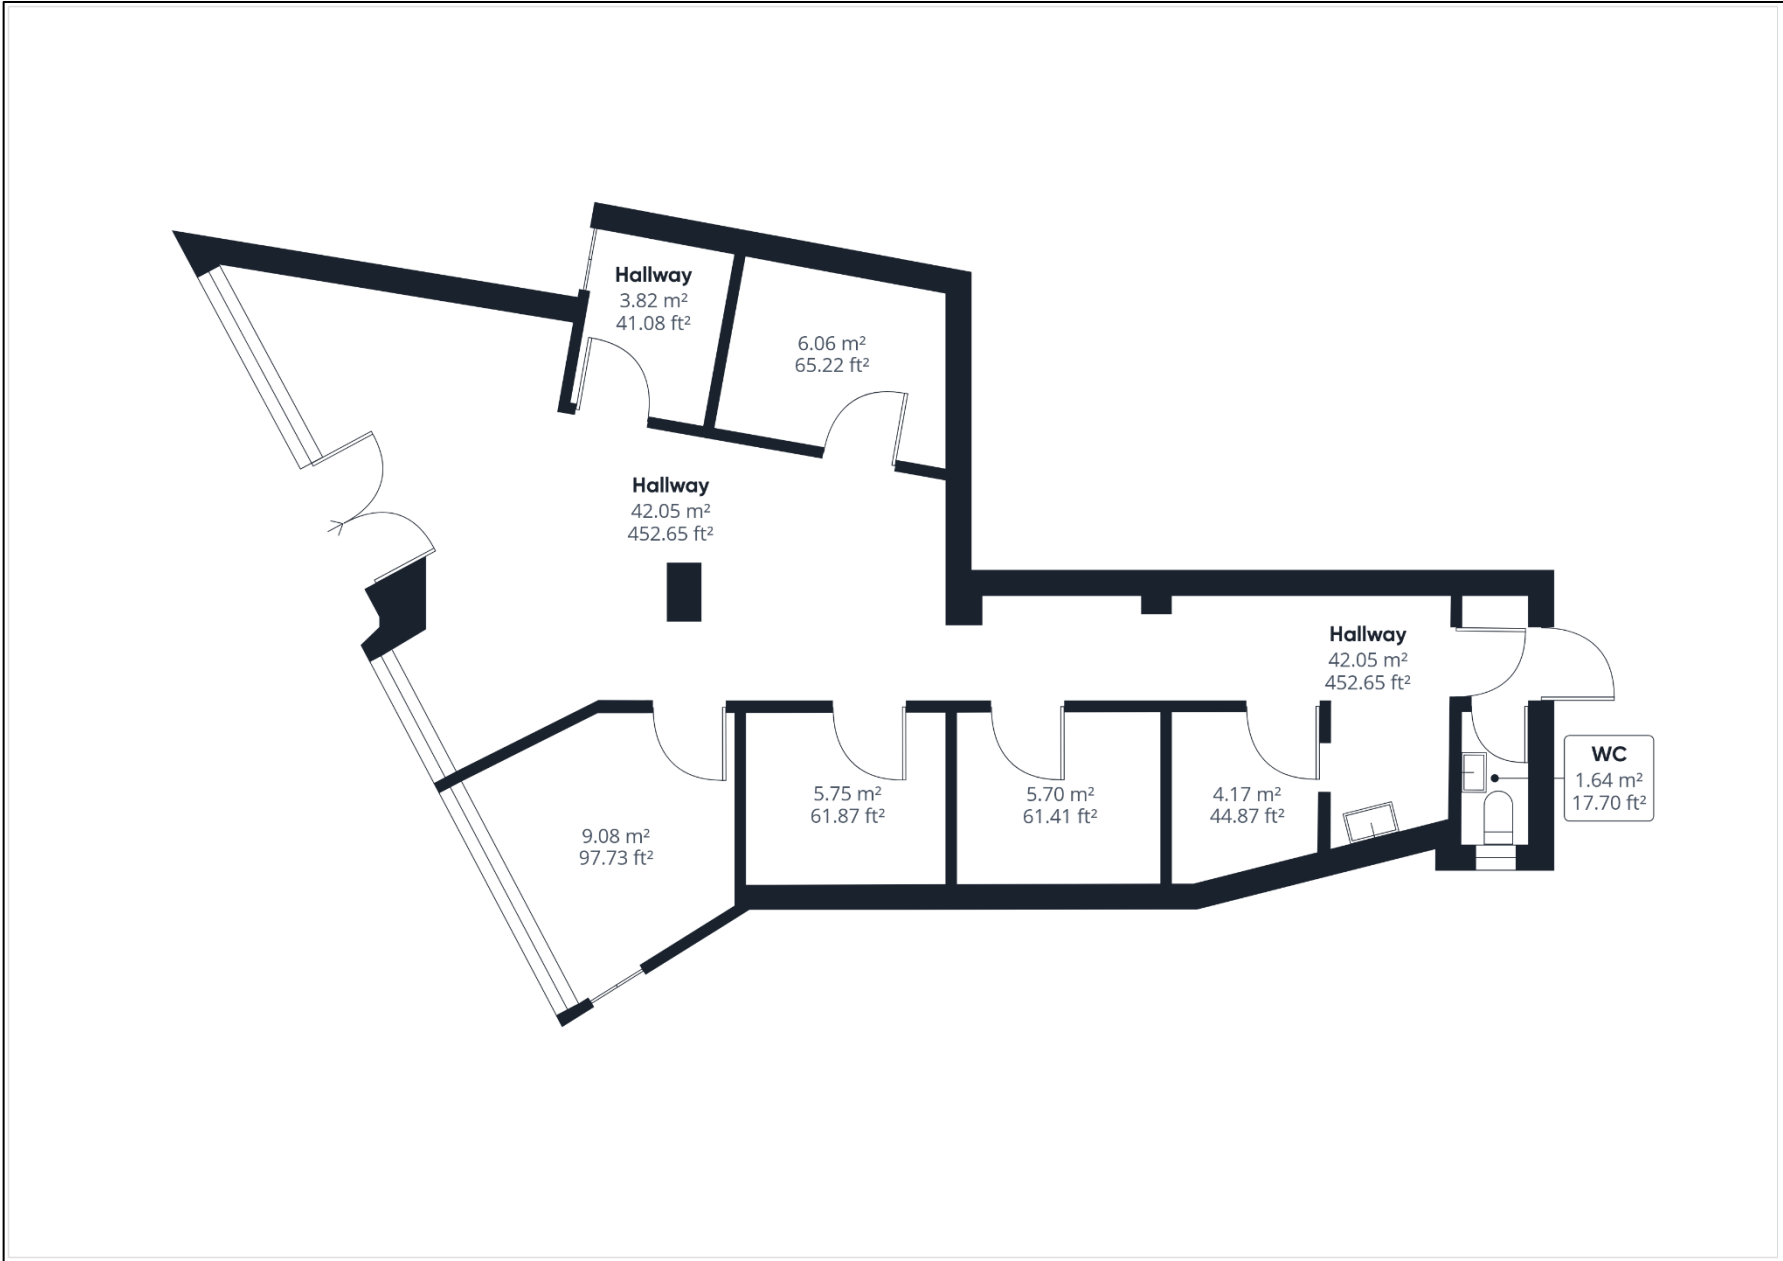 Hallway
3.82 m²
41.08 ft²
6.06 m²
65.22 ft²
Hallway
42.05 m²
452.65 ft²
Hallway
42.05 m²
452.65 ft²
WC
1.64 m²
17.70 ft²
5.75 m²
61.87 ft²
5.70 m²
61.41 ft²
4.17 m²
44.87 ft²
9.08 m²
97.73 ft²